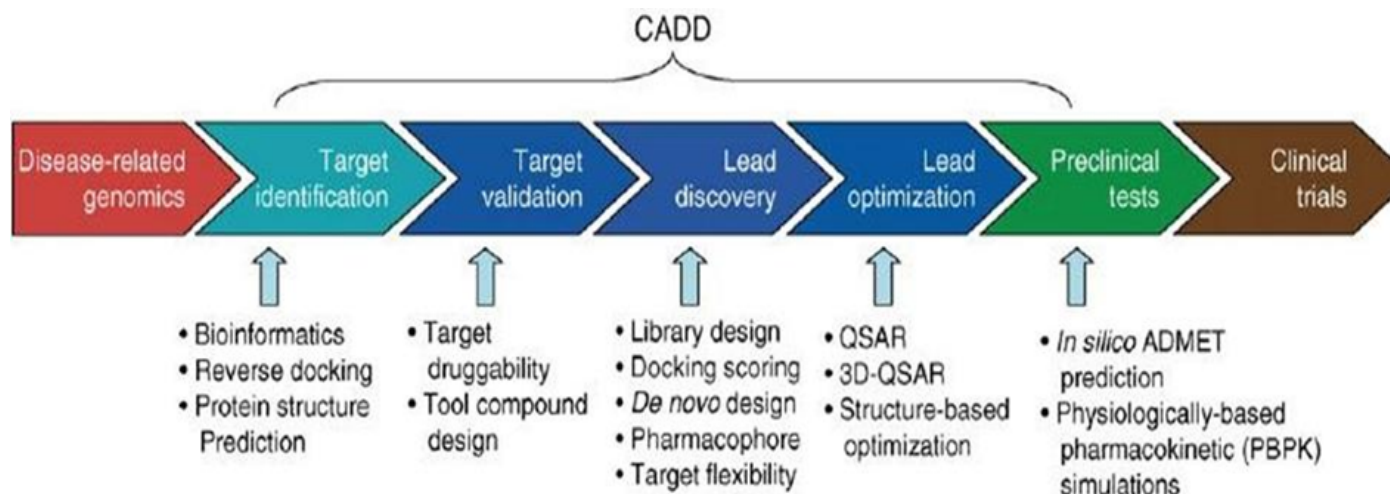 CADD
Disease-related
genomics
Target
identification
Target
validation
Lead
discovery
Lead
optimization
Preclinical
tests
Clinical
trials
• Bioinformatics
• Reverse docking
• Protein structure
Prediction
• Target
druggability
• Tool compound
design
• Library design
• Docking scoring
• De novo design
• Pharmacophore
• Target flexibility
• QSAR
• 3D-QSAR
• Structure-based
optimization
• In silico ADMET
prediction
• Physiologically-based
pharmacokinetic (PBPK)
simulations